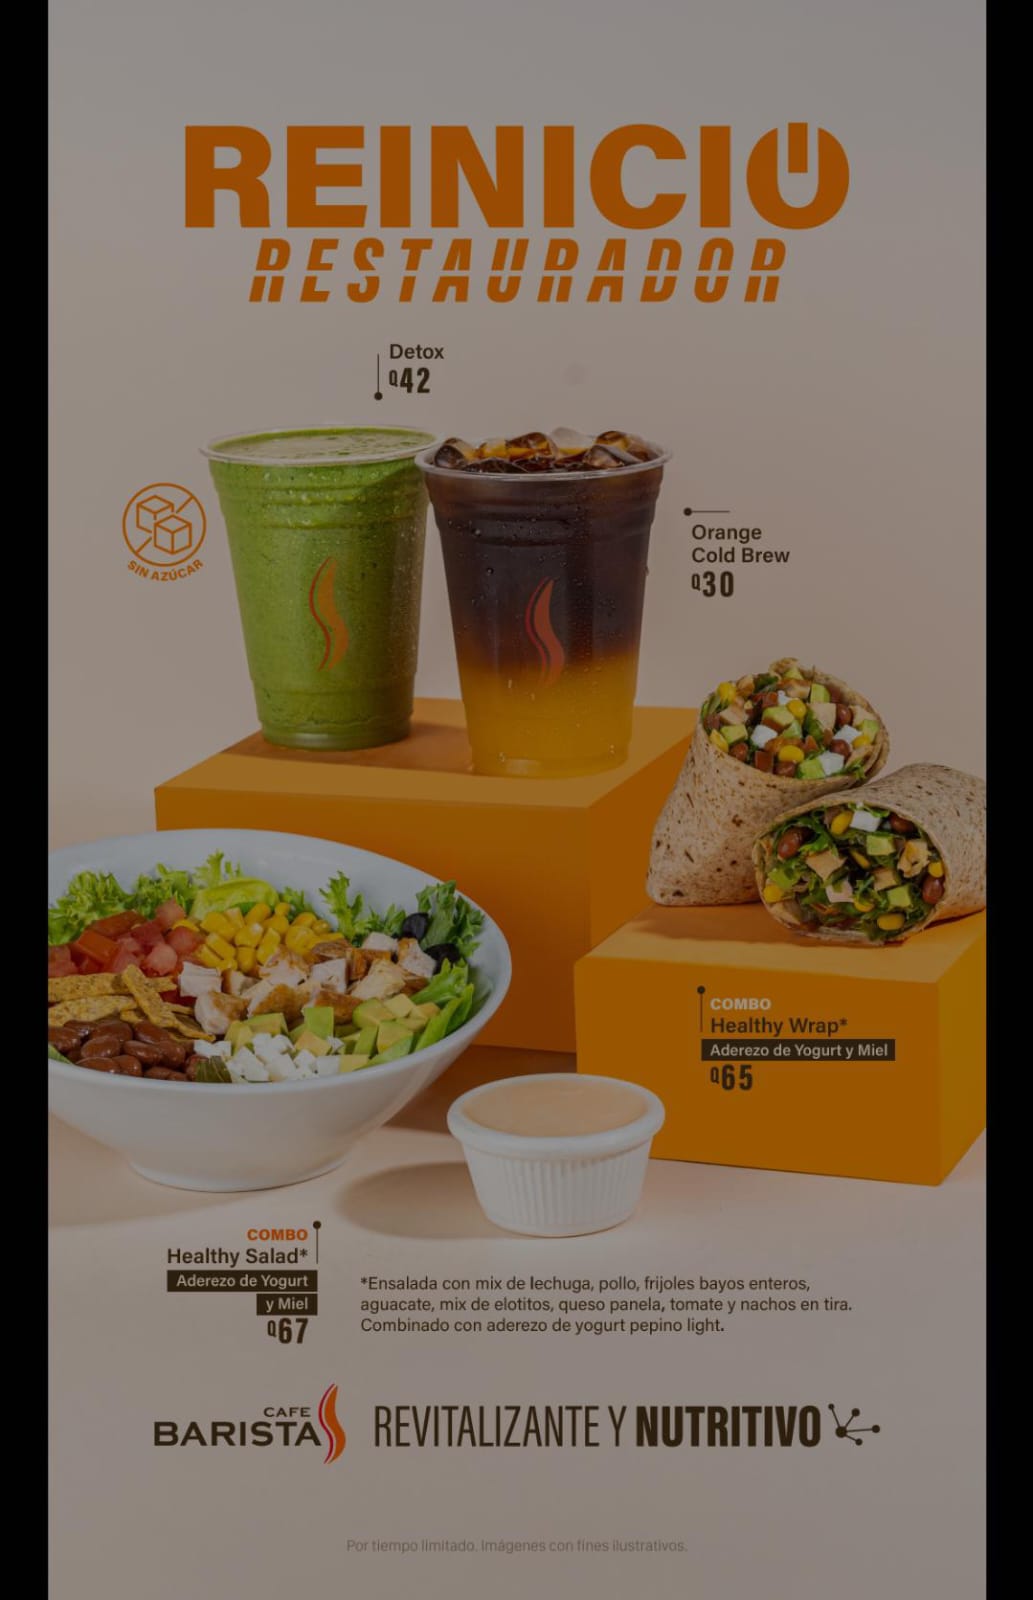 REINICIO
RESTAURADOR
Detox
Q42
SIN AZÚCAR
Orange
Cold Brew
Q30
COMBO
Healthy Wrap*
Aderezo de Yogurt y Miel
Q65
COMBO
Healthy Salad*
Aderezo de Yogurt
y Miel
Q67
*Ensalada con mix de lechuga, pollo, frijoles bayos enteros,
aguacate, mix de elotitos, queso panela, tomate y nachos en tira.
Combinado con aderezo de yogurt pepino light.
CAFE
BARISTA
REVITALIZANTE Y NUTRITIVO
Por tiempo limitado. Imágenes con fines ilustrativos.